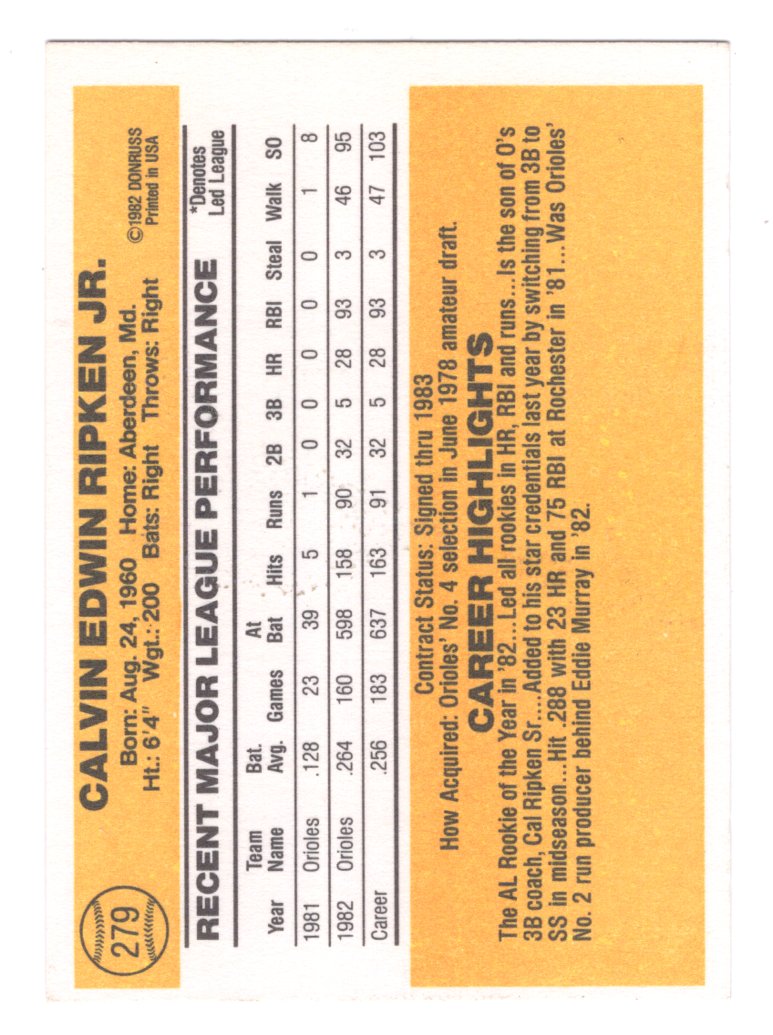 279
CALVIN EDWIN RIPKEN JR.
Born: Aug. 24, 1960 Home: Aberdeen, Md.
Ht.: 6'4" Wgt.: 200 Bats: Right Throws: Right
©1982 DONRUSS
Printed in USA
RECENT MAJOR LEAGUE PERFORMANCE
*Denotes
Led League
Year Team Name Bat. Avg. Games At Bat Hits Runs 2B 3B HR RBI Steal Walk SO
1981 Orioles .128 23 39 5 1 0 0 0 0 0 1 8
1982 Orioles .264 160 598 158 90 32 5 28 93 3 46 95
Career .256 183 637 163 91 32 5 28 93 3 47 103
Contract Status: Signed thru 1983
How Acquired: Orioles' No. 4 selection in June 1978 amateur draft.
CAREER HIGHLIGHTS
The AL Rookie of the Year in '82...Led all rookies in HR, RBI and runs...Is the son of O's
3B coach, Cal Ripken Sr....Added to his star credentials last year by switching from 3B to
SS in midseason...Hit .288 with 23 HR and 75 RBI at Rochester in '81...Was Orioles'
No. 2 run producer behind Eddie Murray in '82.